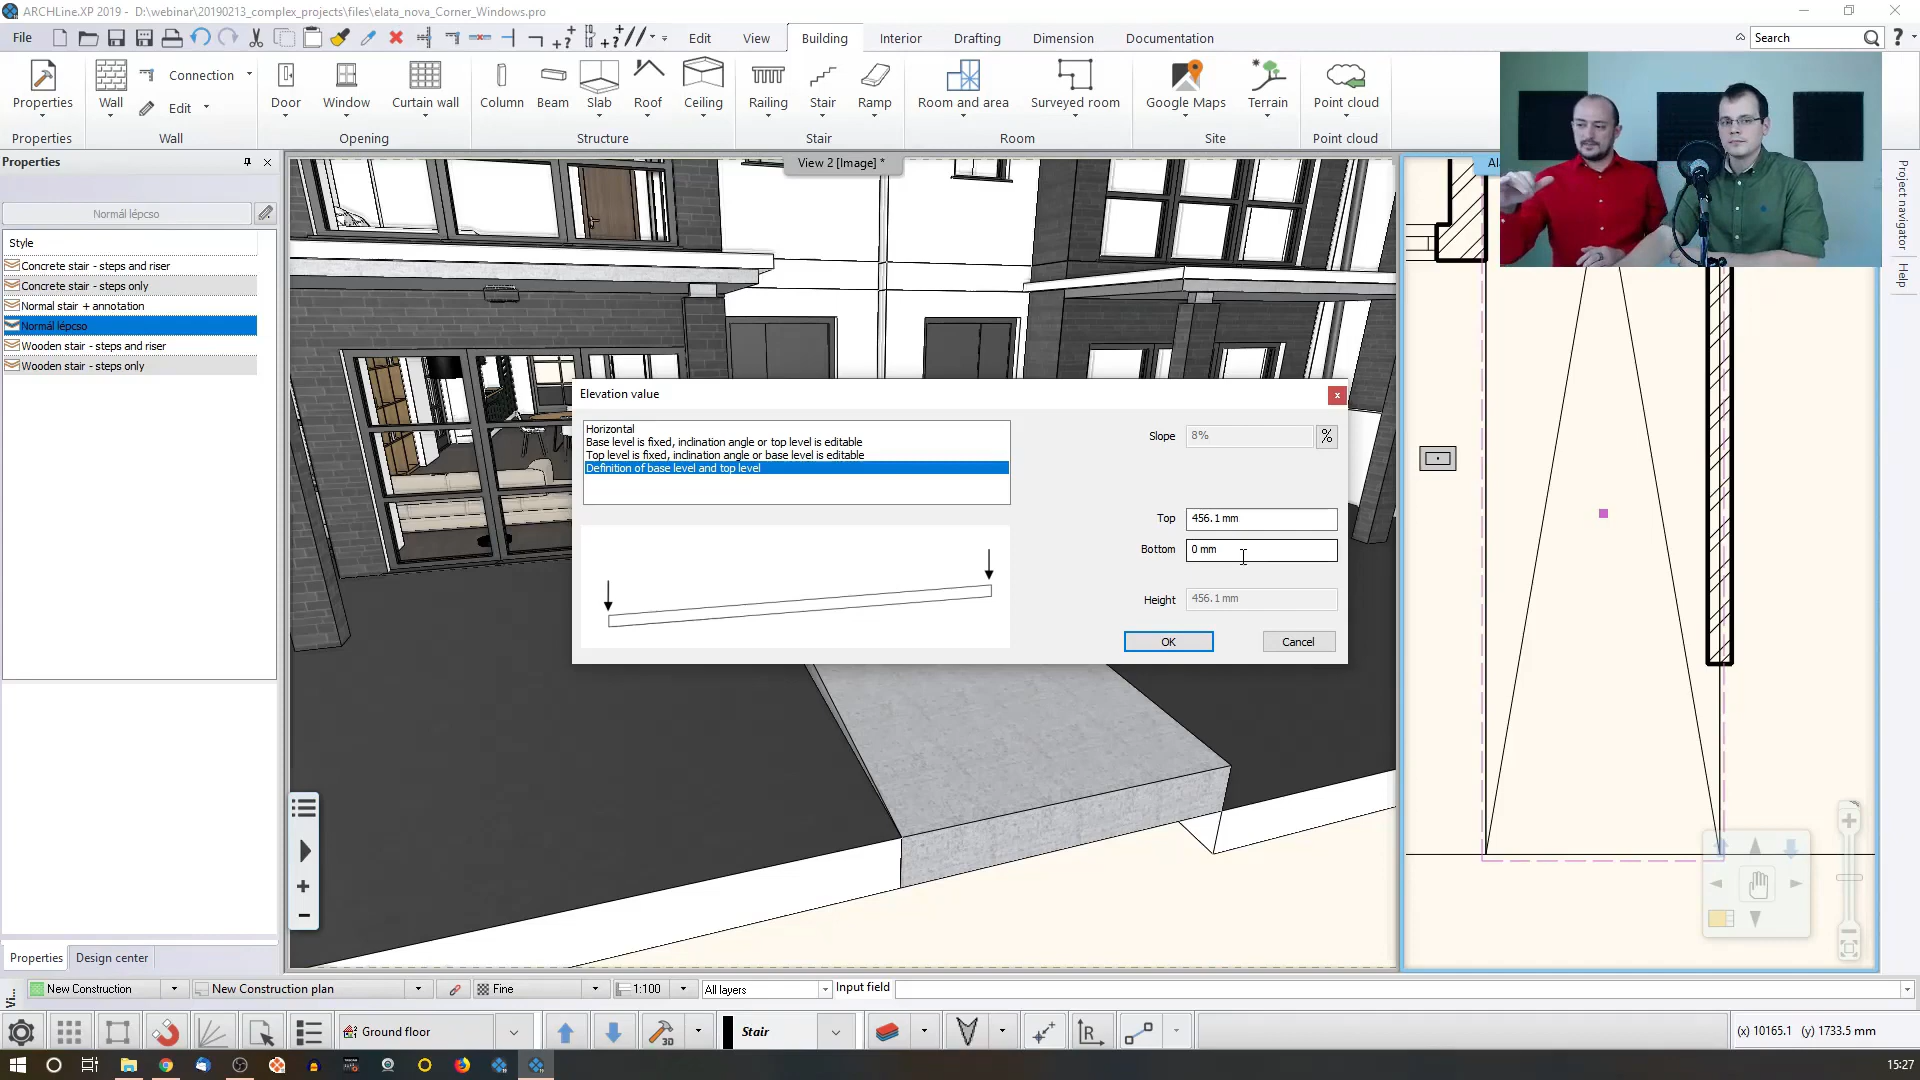 ARCHLine.XP 2019 - D:\webinar\20190213_complex_projects\files\elata_nova_Corner_Windows.pro
File
Edit
View
Building
Interior
Drafting
Dimension
Documentation
Search
?
Properties
Wall
Connection
Edit
Door
Window
Curtain wall
Column
Beam
Slab
Roof
Ceiling
Railing
Stair
Ramp
Room and area
Surveyed room
Google Maps
Terrain
Point cloud
Properties
Wall
Opening
Structure
Stair
Room
Site
Point cloud
Properties
Normál lépcso
Style
Concrete stair - steps and riser
Concrete stair - steps only
Normal stair + annotation
Normál lépcso
Wooden stair - steps and riser
Wooden stair - steps only
View 2 [Image] *
Project navigator
Help
Elevation value
Horizontal
Base level is fixed, inclination angle or top level is editable
Top level is fixed, inclination angle or base level is editable
Definition of base level and top level
Slope
8%
%
Top
456.1 mm
Bottom
0 mm
Height
456.1 mm
OK
Cancel
Properties
Design center
Vi...
New Construction
New Construction plan
Fine
1:100
All layers
Input field
Ground floor
3D
Stair
R
(x) 10165.1 (y) 1733.5 mm
15:27